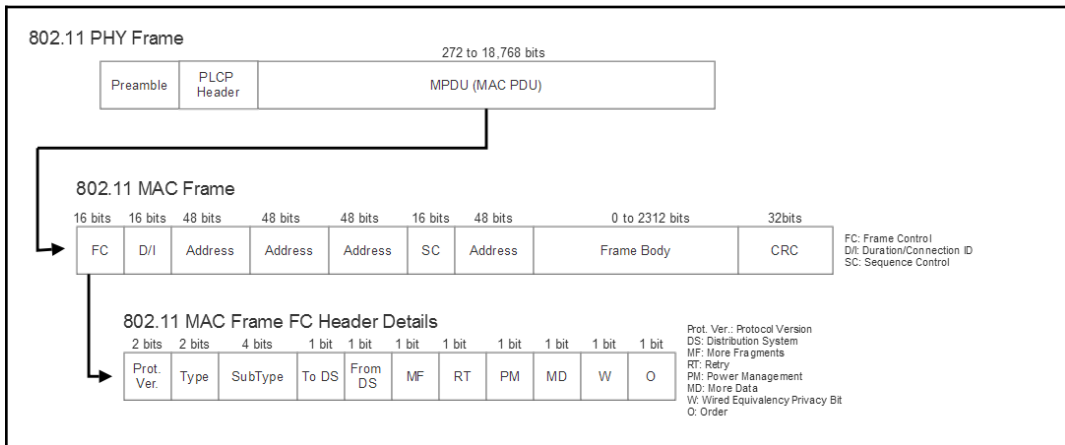 802.11 PHY Frame
272 to 18,768 bits
Preamble
PLCP
Header
MPDU (MAC PDU)
802.11 MAC Frame
16 bits 16 bits 48 bits 48 bits 48 bits 16 bits 48 bits 0 to 2312 bits 32bits
FC D/I Address Address Address SC Address Frame Body CRC
FC: Frame Control
D/I: Duration/Connection ID
SC: Sequence Control
802.11 MAC Frame FC Header Details
2 bits 2 bits 4 bits 1 bit 1 bit 1 bit 1 bit 1 bit 1 bit 1 bit 1 bit
Prot.
Ver.
Type SubType To DS
From
DS
MF RT PM MD W O
Prot. Ver.: Protocol Version
DS: Distribution System
MF: More Fragments
RT: Retry
PM: Power Management
MD: More Data
W: Wired Equivalency Privacy Bit
O: Order